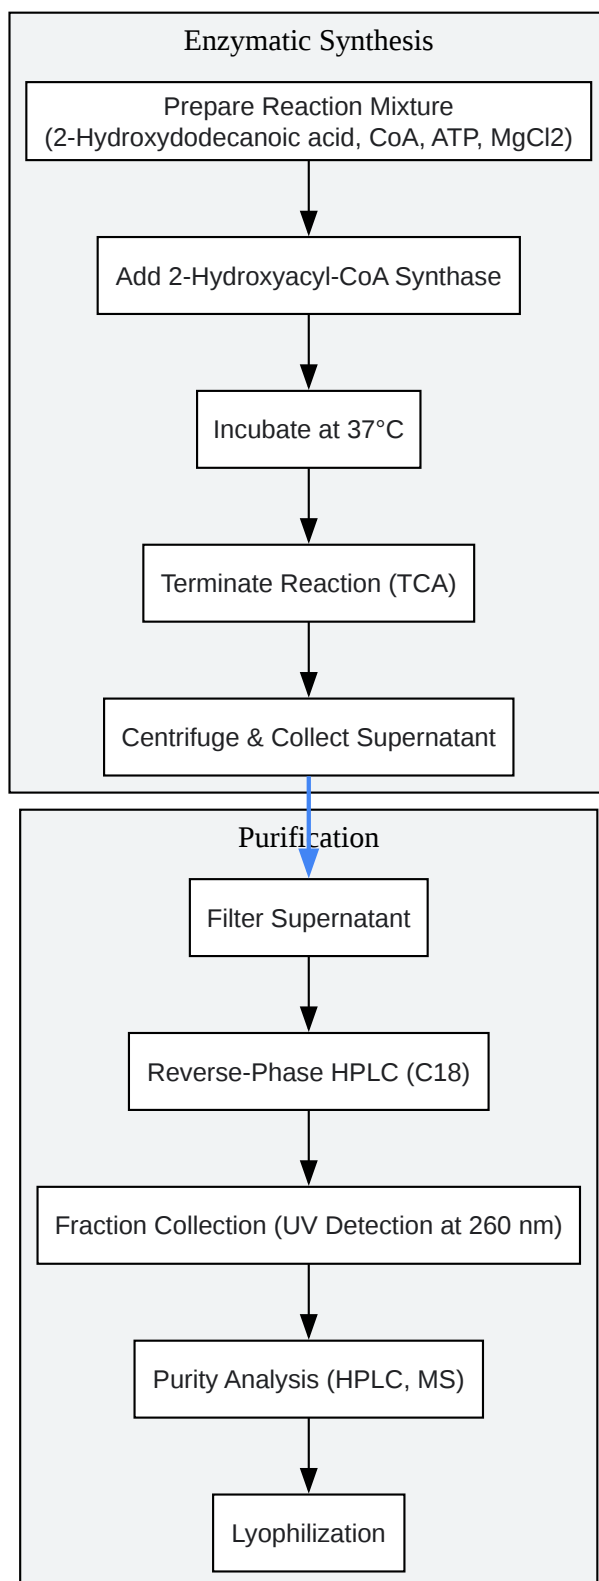 Enzymatic Synthesis
Prepare Reaction Mixture
(2-Hydroxydodecanoic acid, CoA, ATP, MgCl2)
Add 2-Hydroxyacyl-CoA Synthase
Incubate at 37°C
Terminate Reaction (TCA)
Centrifuge & Collect Supernatant
Purification
Filter Supernatant
Reverse-Phase HPLC (C18)
Fraction Collection (UV Detection at 260 nm)
Purity Analysis (HPLC, MS)
Lyophilization